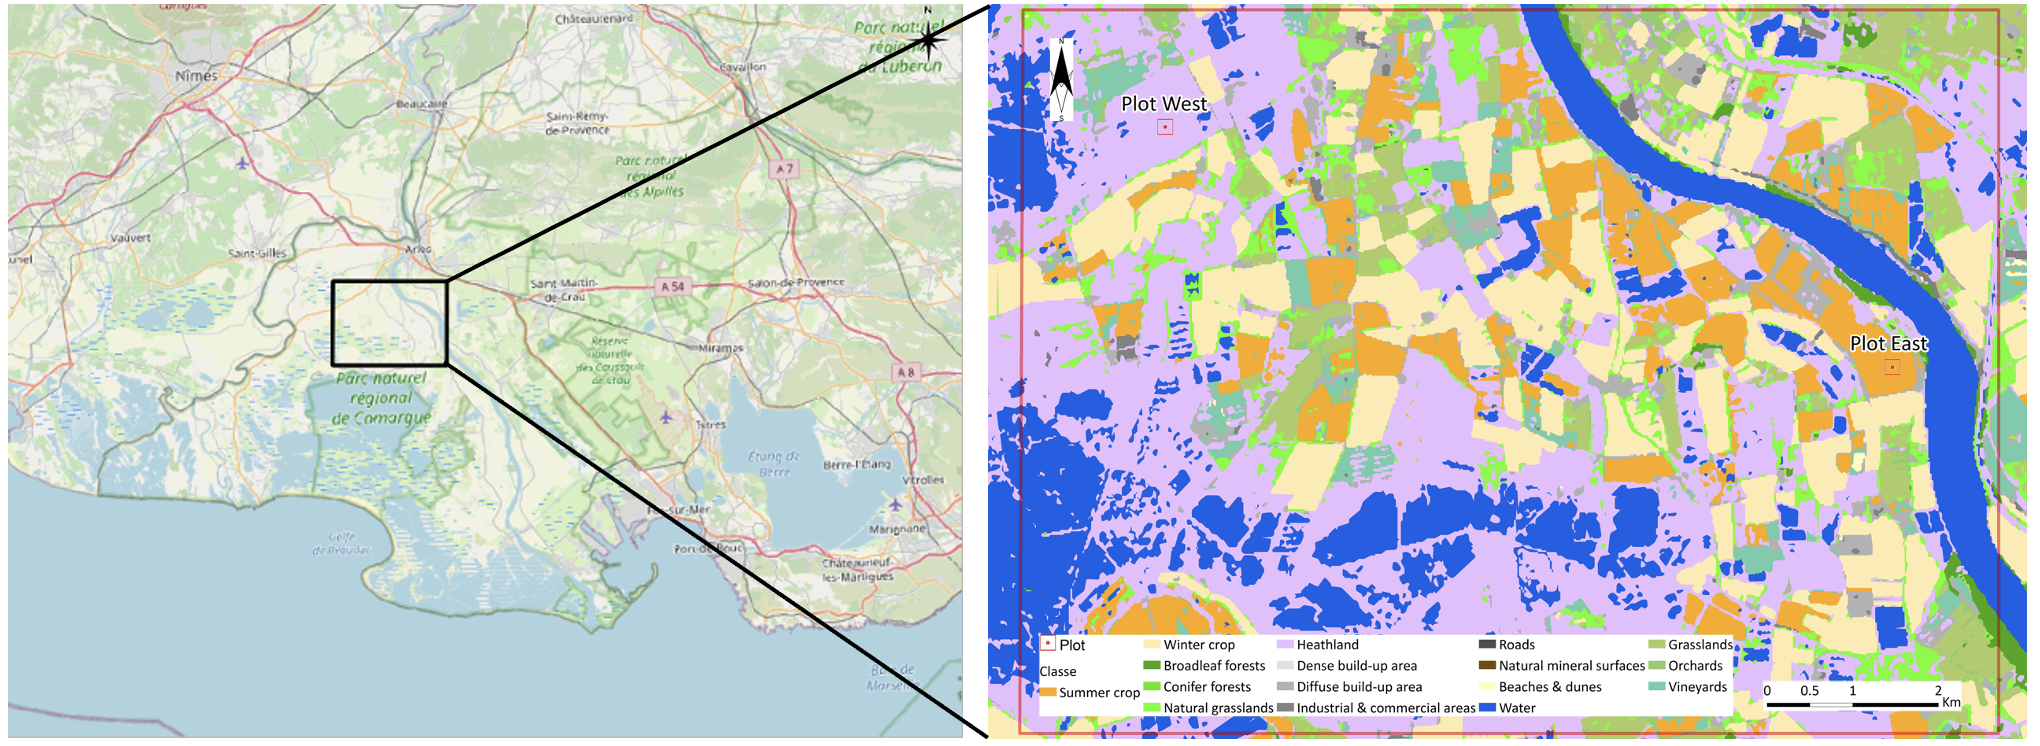 Châteaurenard
N
Parc natu
régio
du Luberon
Cavaillon
Nîmes
Beaucaire
Saint-Rémy-
de-Provence
A 7
Parc naturel
régional
des Alpilles
Vauvert
Saint-Gilles
Arles
unel
Saint-Martin-
de-Crau
A 54
Salon-de-Provence
Réserve
naturelle
des Coussouls
de Crau
Miramas
A 8
Parc naturel
régional
de Camargue
Istres
Étang de
Berre
Berre-l'Étang
Vitrolles
Fos-sur-Mer
Marignane
Golfe
de Beauduc
Port-de-Bouc
Châteauneuf-
les-Martigues
Baie de
Marseille
N
S
Plot West
Plot East
Plot
Classe
Summer crop
Winter crop
Broadleaf forests
Conifer forests
Natural grasslands
Heathland
Dense build-up area
Diffuse build-up area
Industrial & commercial areas
Roads
Natural mineral surfaces
Beaches & dunes
Water
Grasslands
Orchards
Vineyards
0 0.5 1 2
Km